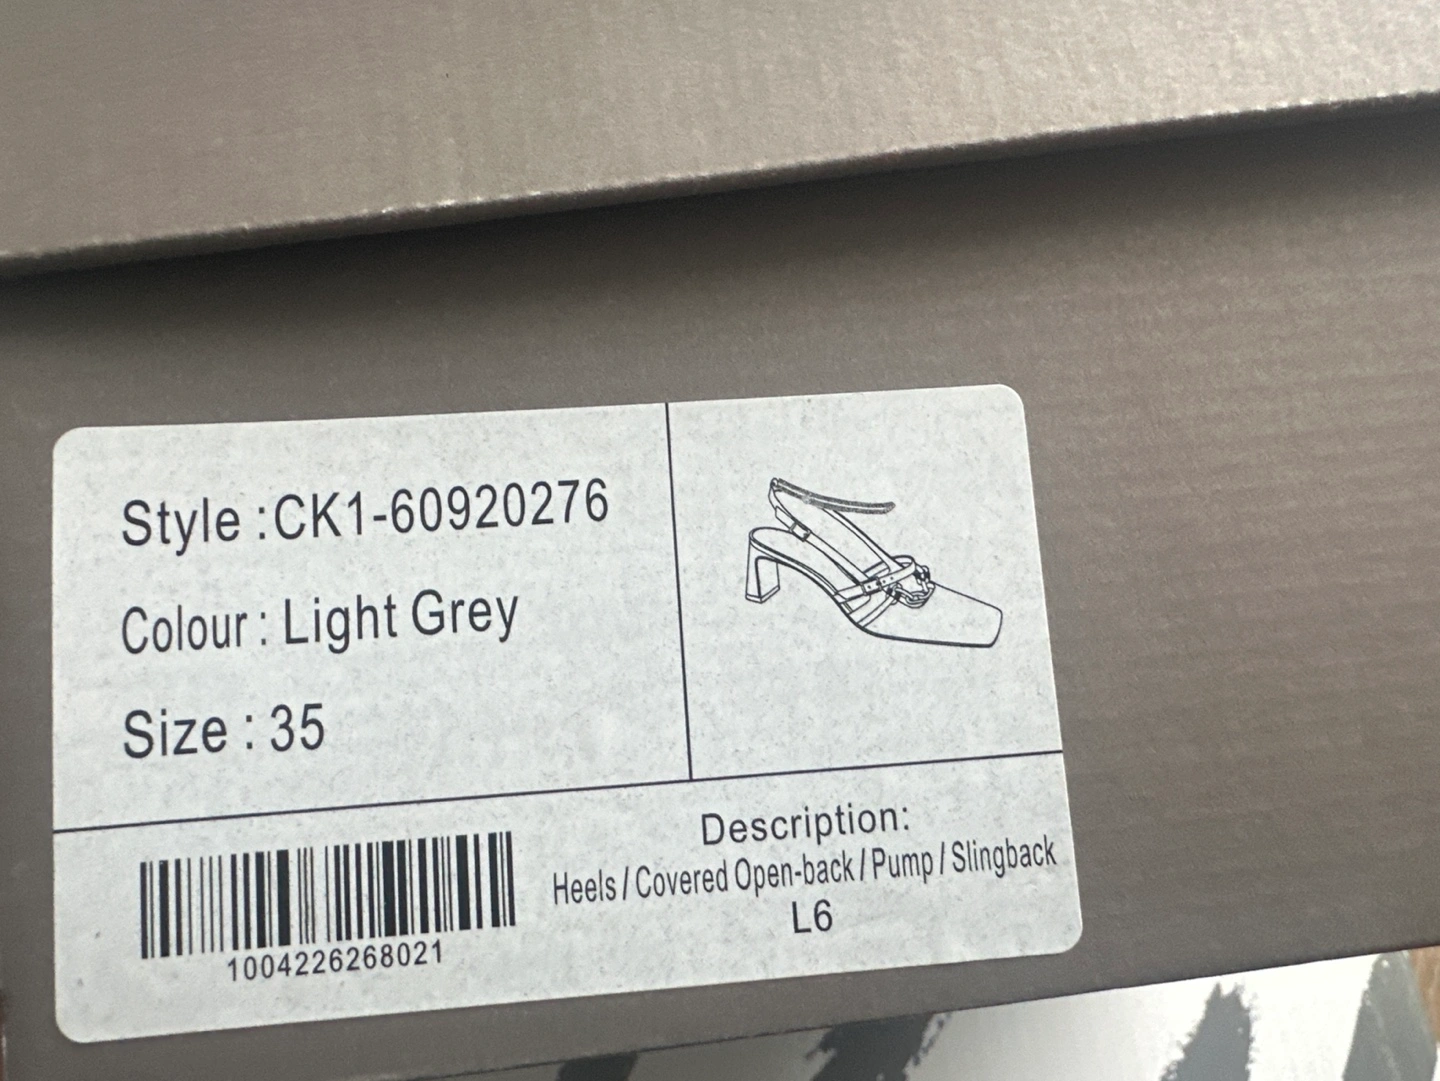 Style :CK1-60920276
Colour : Light Grey
Size : 35
1004226268021
Description:
Heels / Covered Open-back / Pump / Slingback
L6